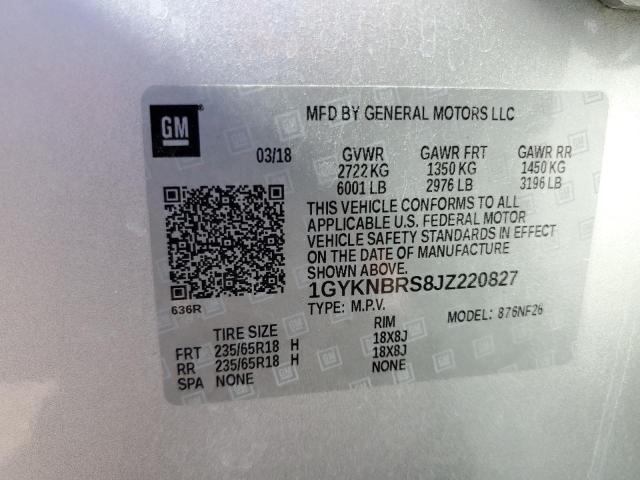 GM
MFD BY GENERAL MOTORS LLC
03/18 GVWR GAWR FRT GAWR RR
2722 KG 1350 KG 1450 KG
6001 LB 2976 LB 3196 LB
THIS VEHICLE CONFORMS TO ALL
APPLICABLE U.S. FEDERAL MOTOR
VEHICLE SAFETY STANDARDS IN EFFECT
ON THE DATE OF MANUFACTURE
SHOWN ABOVE.
1GYKNBRS8JZ220827
636R
TYPE: M.P.V. MODEL: 876NF26
TIRE SIZE RIM
FRT 235/65R18 H 18X8J
RR 235/65R18 H 18X8J
SPA NONE NONE